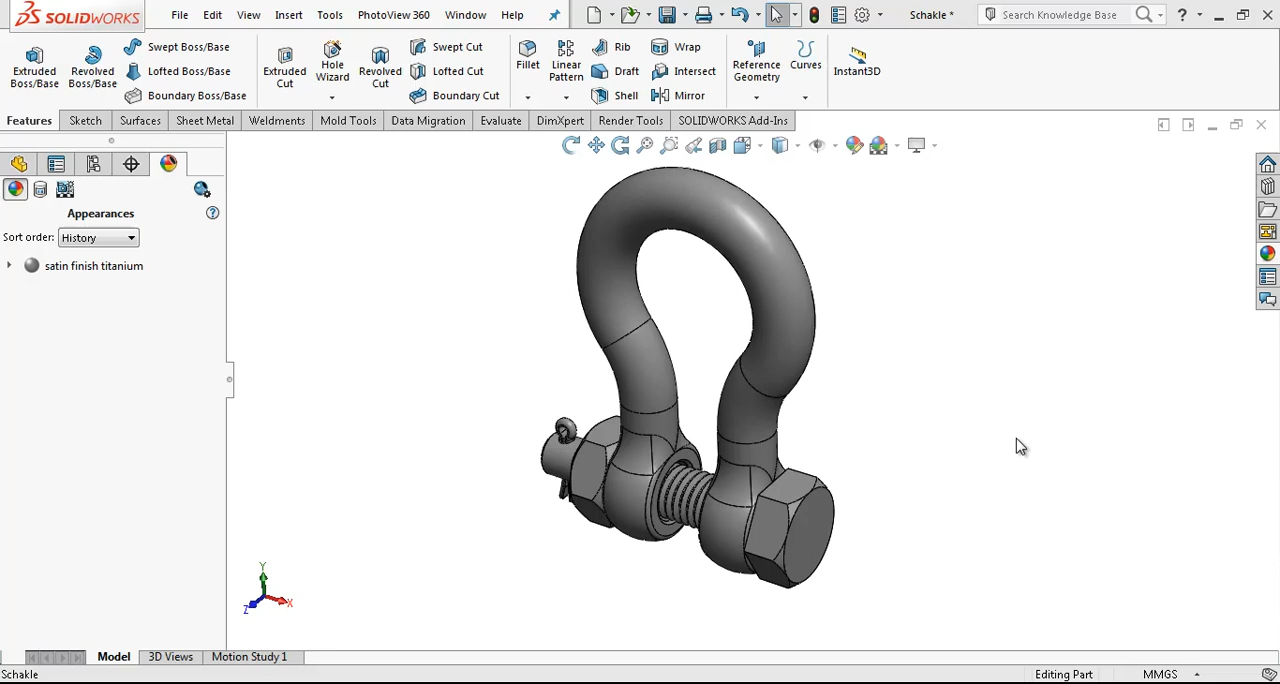 SOLIDWORKS File Edit View Insert Tools PhotoView 360 Window Help Schakle * Search Knowledge Base ?
Extruded Boss/Base
Revolved Boss/Base
Swept Boss/Base
Lofted Boss/Base
Boundary Boss/Base
Extruded Cut
Hole Wizard
Revolved Cut
Swept Cut
Lofted Cut
Boundary Cut
Fillet
Linear Pattern
Rib
Draft
Shell
Wrap
Intersect
Mirror
Reference Geometry
Curves
Instant3D
Features Sketch Surfaces Sheet Metal Weldments Mold Tools Data Migration Evaluate DimXpert Render Tools SOLIDWORKS Add-Ins
Appearances ?
Sort order: History
satin finish titanium
Y
Z X
Model 3D Views Motion Study 1
Schakle Editing Part MMGS